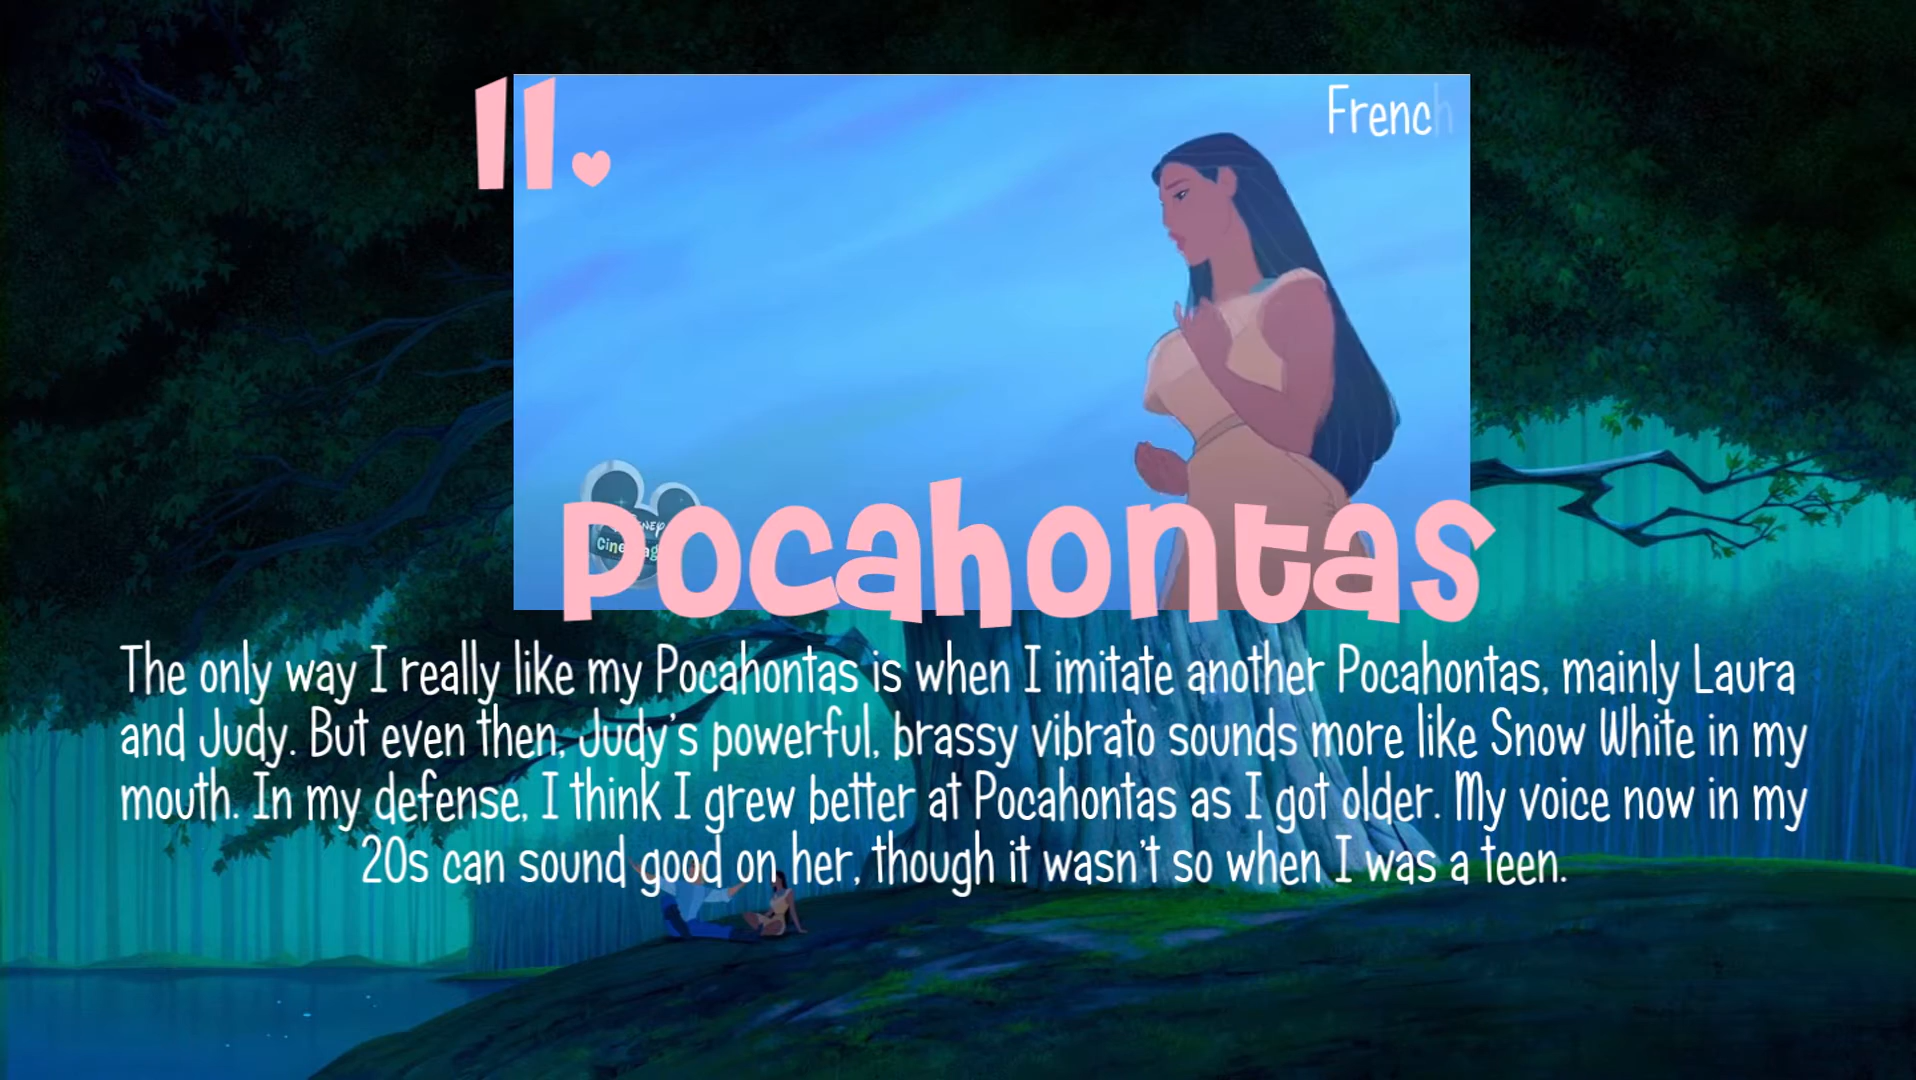 11.
French
Pocahontas
The only way I really like my Pocahontas is when I imitate another Pocahontas, mainly Laura
and Judy. But even then, Judy's powerful, brassy vibrato sounds more like Snow White in my
mouth. In my defense, I think I grew better at Pocahontas as I got older. My voice now in my
20s can sound good on her, though it wasn't so when I was a teen.